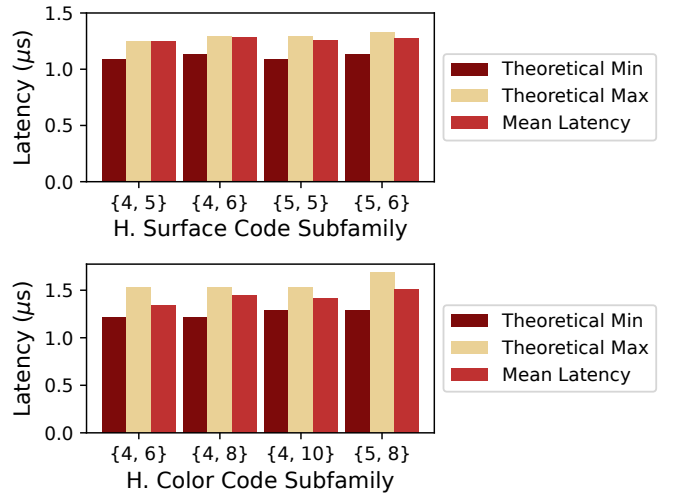 1.5
1.0
0.5
0.0
Latency (μs)
{4, 5} {4, 6} {5, 5} {5, 6}
H. Surface Code Subfamily
Theoretical Min
Theoretical Max
Mean Latency
1.5
1.0
0.5
0.0
Latency (μs)
{4, 6} {4, 8} {4, 10} {5, 8}
H. Color Code Subfamily
Theoretical Min
Theoretical Max
Mean Latency